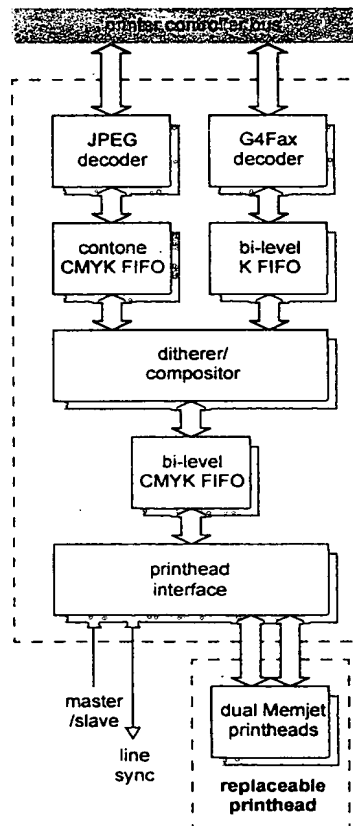 printer controller bus
JPEG
decoder
G4Fax
decoder
contone
CMYK FIFO
bi-level
K FIFO
ditherer/
compositor
bi-level
CMYK FIFO
printhead
interface
master
/slave
line
sync
dual Memjet
printheads
replaceable
printhead